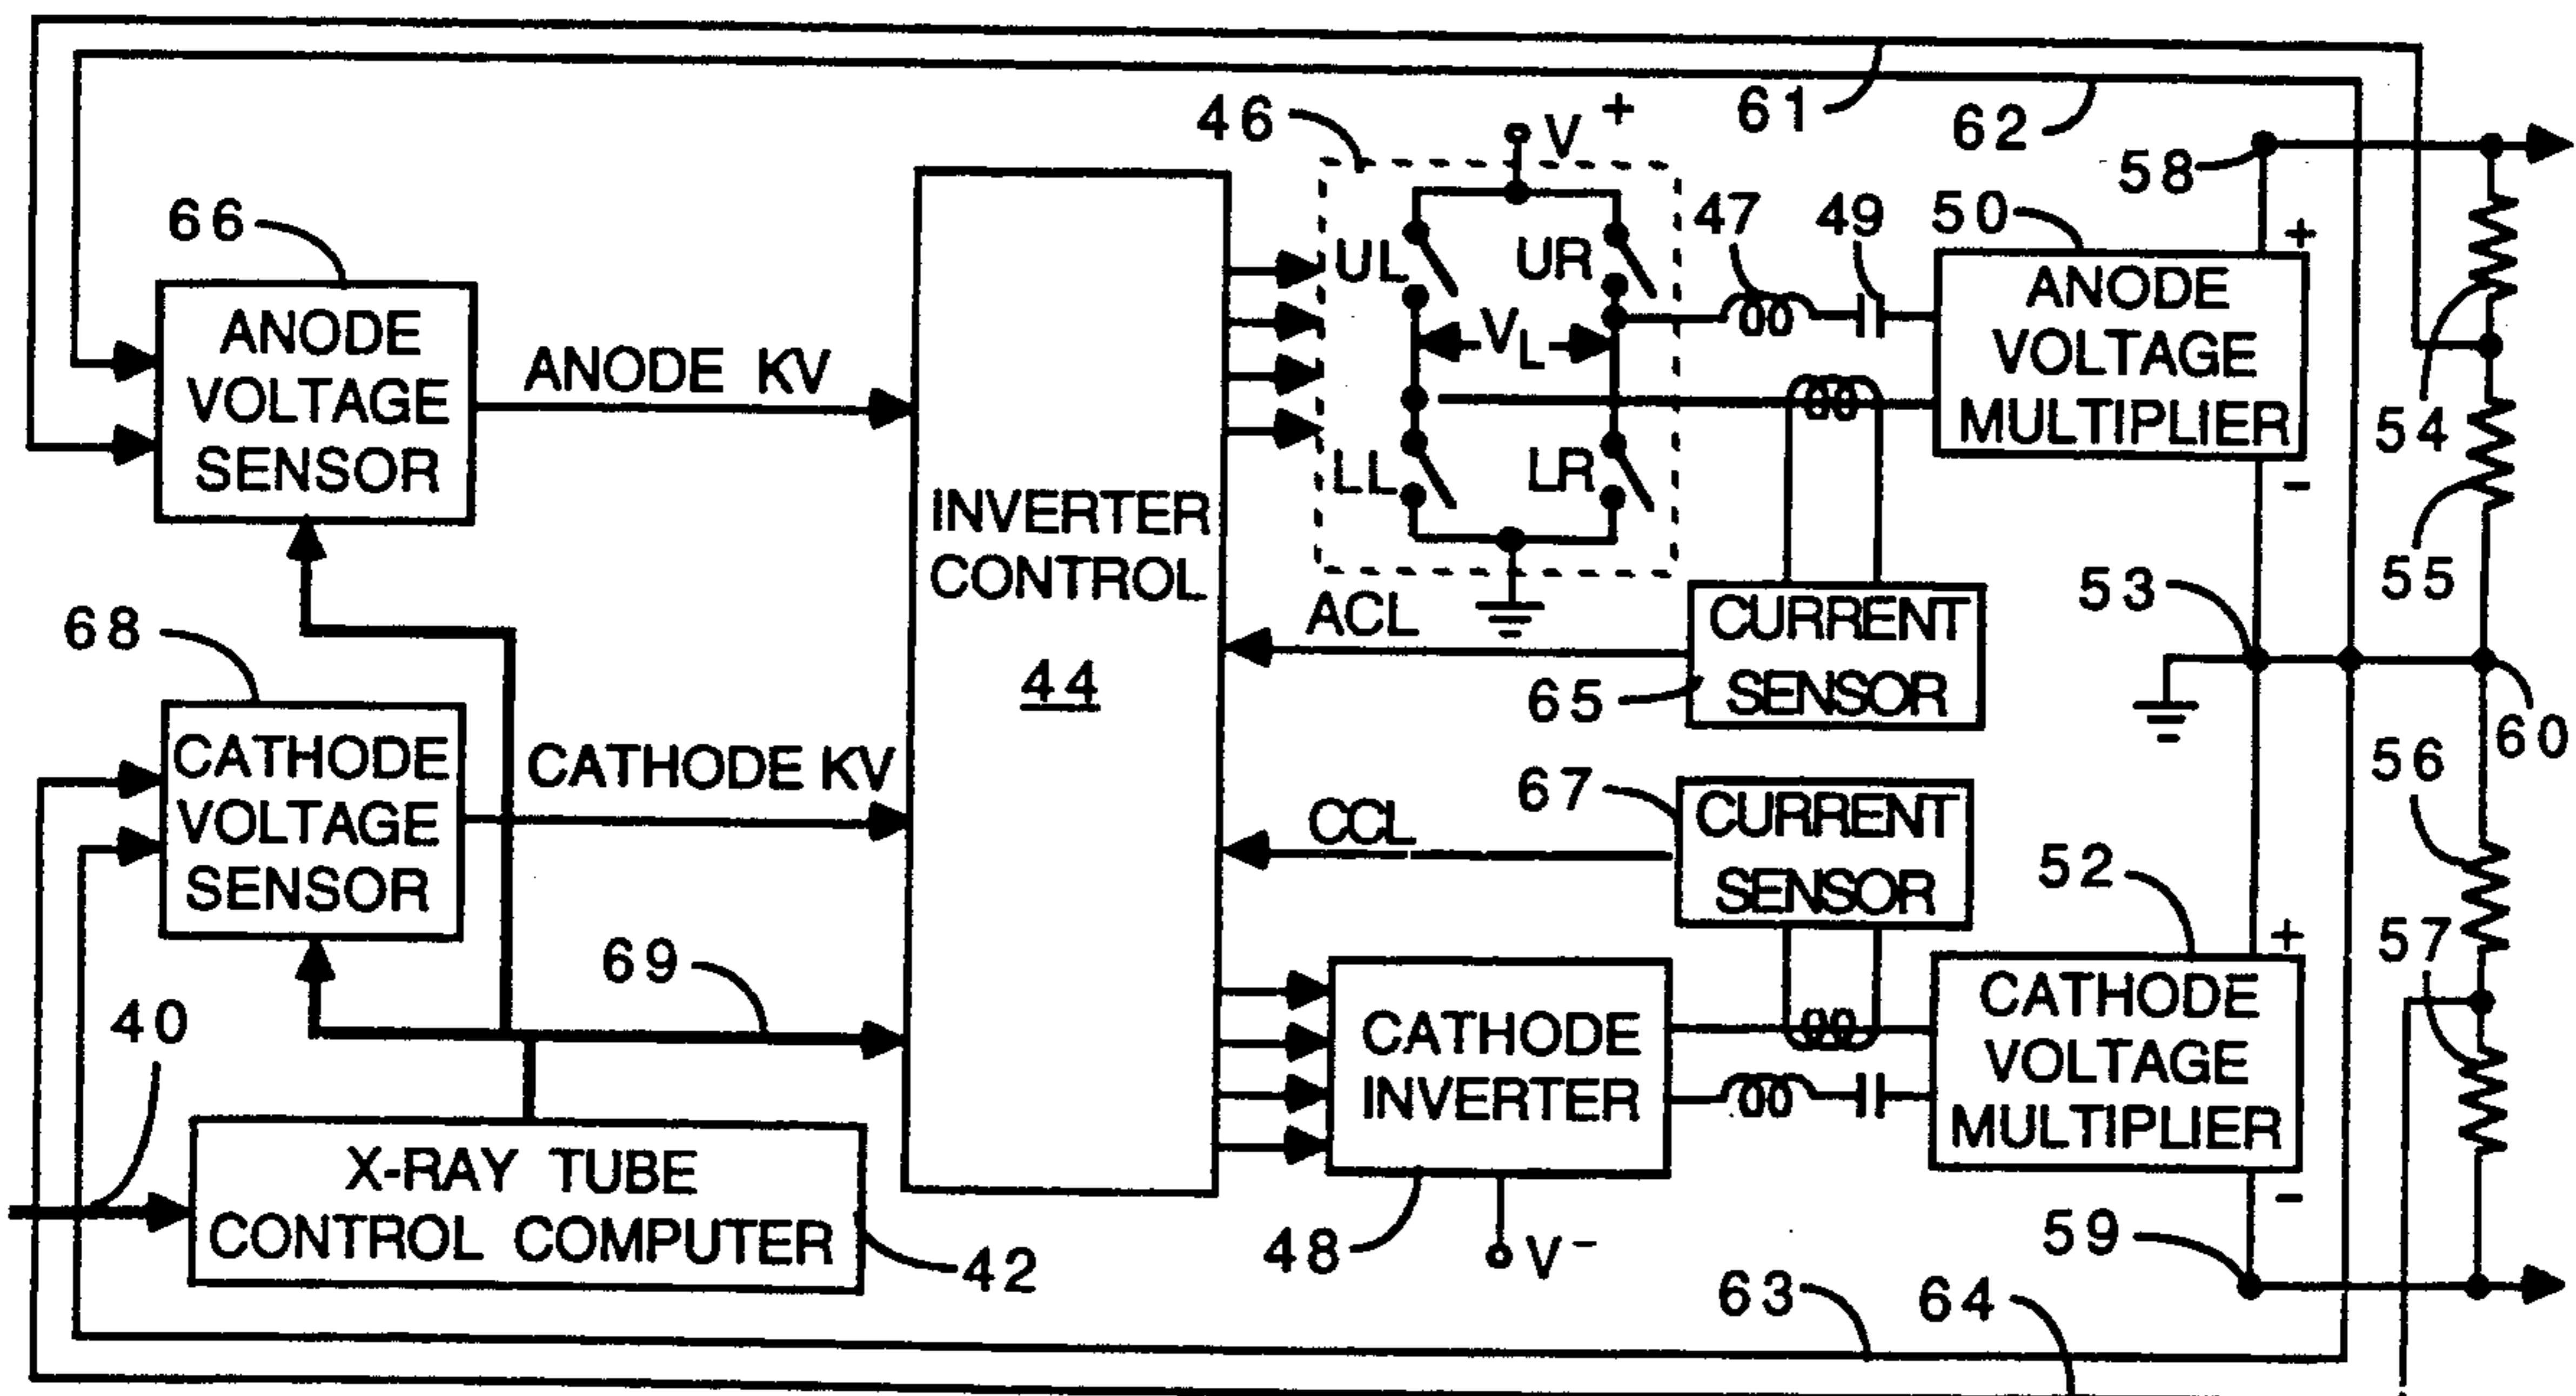 61
62
46
V +
58
66
47
49
50
+
UL
UR
ANODE
VOLTAGE
MULTIPLIER
V L
ANODE
VOLTAGE
SENSOR
ANODE KV
54
LL
LR
-
INVERTER
CONTROL
44
55
53
68
ACL
CURRENT
SENSOR
65
60
CATHODE
VOLTAGE
SENSOR
CATHODE KV
67
CURRENT
SENSOR
CCL
56
52
57
+
69
40
CATHODE
INVERTER
CATHODE
VOLTAGE
MULTIPLIER
X-RAY TUBE
CONTROL COMPUTER
42
48
V -
-
59
63
64